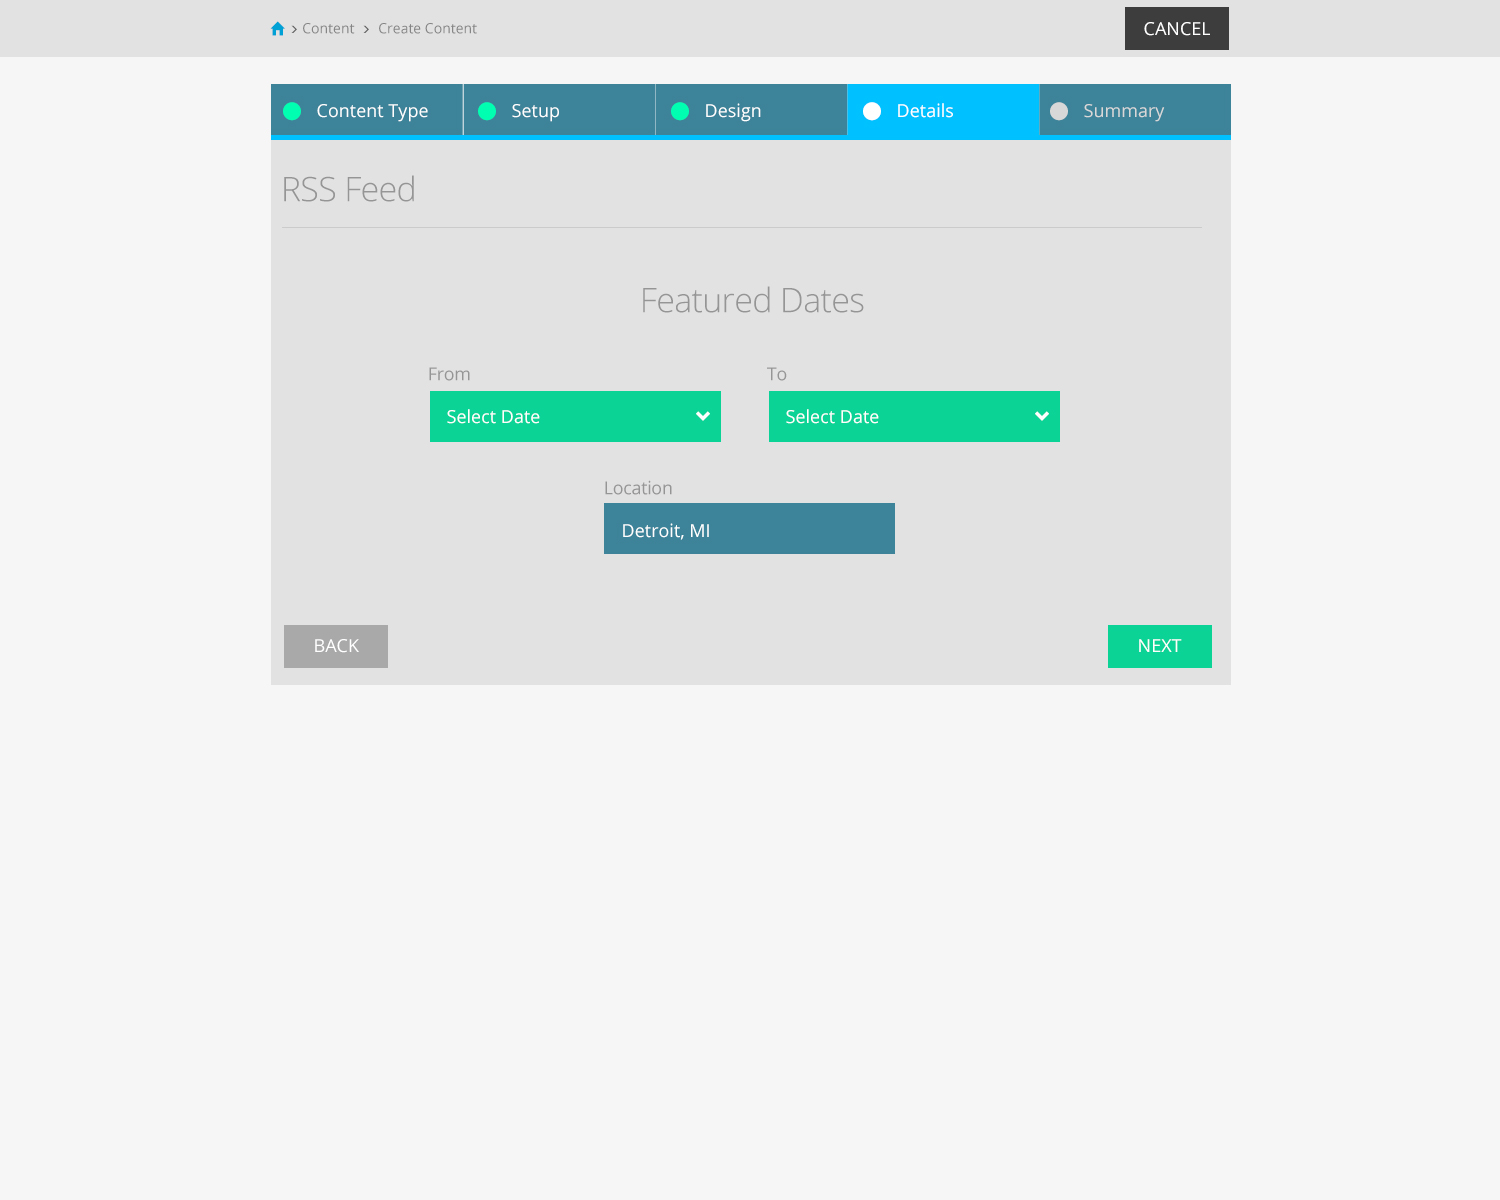 Content Create Content CANCEL
Content Type Setup Design Details Summary
RSS Feed
Featured Dates
From To
Select Date Select Date
Location
Detroit, MI
BACK NEXT